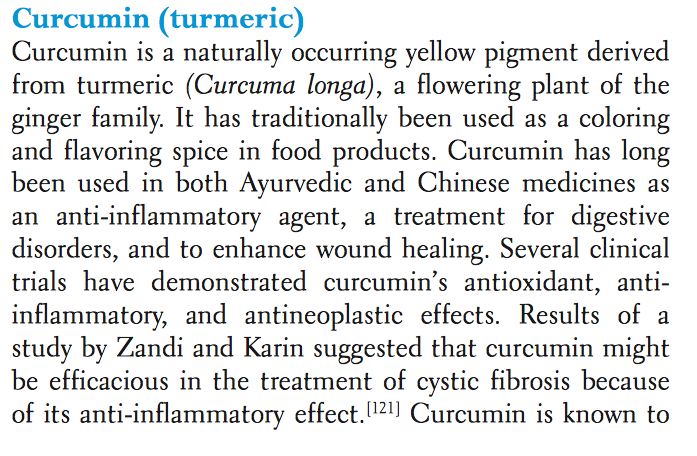 Curcumin (turmeric)
Curcumin is a naturally occurring yellow pigment derived
from turmeric (Curcuma longa), a flowering plant of the
ginger family. It has traditionally been used as a coloring
and flavoring spice in food products. Curcumin has long
been used in both Ayurvedic and Chinese medicines as
an anti-inflammatory agent, a treatment for digestive
disorders, and to enhance wound healing. Several clinical
trials have demonstrated curcumin’s antioxidant, anti-
inflammatory, and antineoplastic effects. Results of a
study by Zandi and Karin suggested that curcumin might
be efficacious in the treatment of cystic fibrosis because
of its anti-inflammatory effect.[121] Curcumin is known to